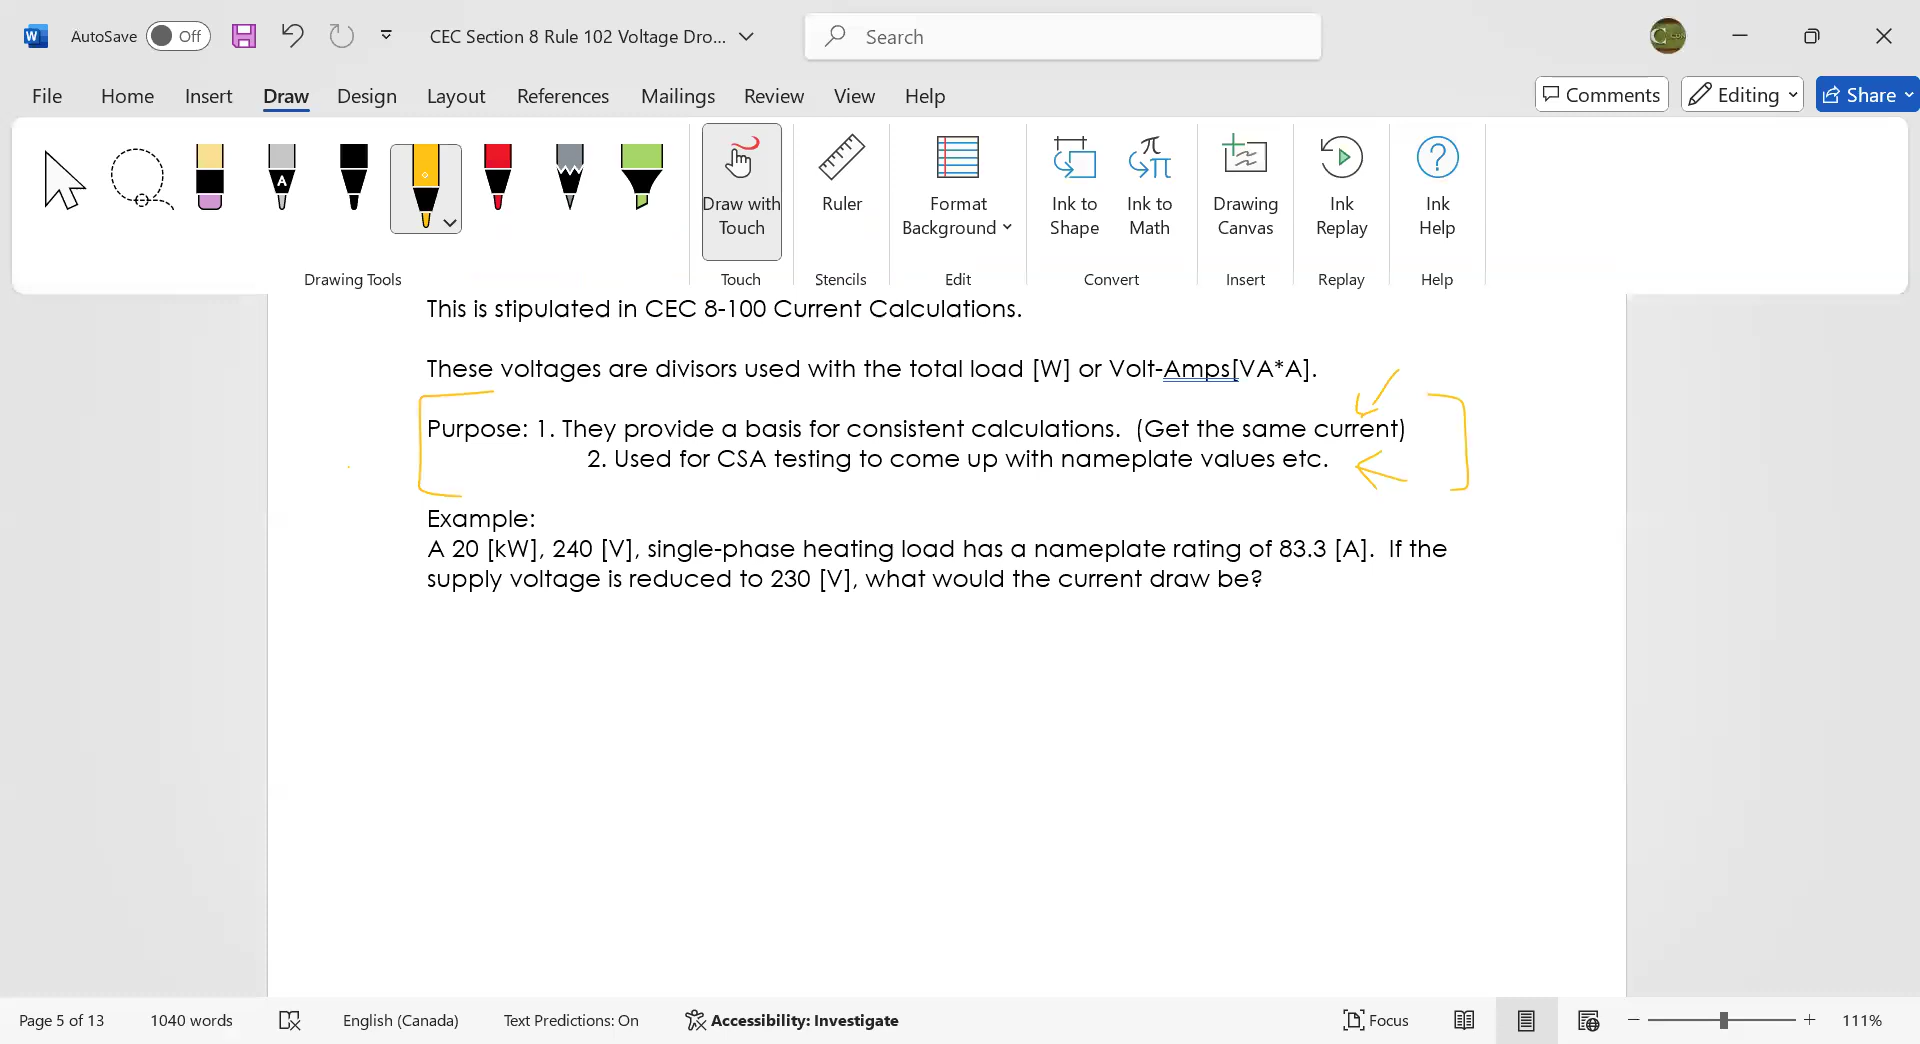 AutoSave Off CEC Section 8 Rule 102 Voltage Dro... Search
File Home Insert Draw Design Layout References Mailings Review View Help Comments Editing Share
A
Draw with Touch
Ruler
Format Background
Ink to Shape
Ink to Math
Drawing Canvas
Ink Replay
Ink Help
Drawing Tools Touch Stencils Edit Convert Insert Replay Help
This is stipulated in CEC 8-100 Current Calculations.
These voltages are divisors used with the total load [W] or Volt-Amps[VA*A].
Purpose: 1. They provide a basis for consistent calculations. (Get the same current)
2. Used for CSA testing to come up with nameplate values etc.
Example:
A 20 [kW], 240 [V], single-phase heating load has a nameplate rating of 83.3 [A]. If the
supply voltage is reduced to 230 [V], what would the current draw be?
Page 5 of 13 1040 words English (Canada) Text Predictions: On Accessibility: Investigate Focus 111%